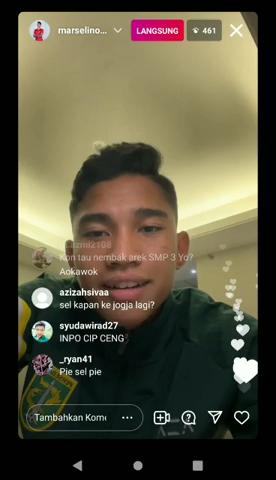 marselino...
LANGSUNG
461
Kon tau nembak arek SMP 3 Yo?
Aokawok
azizahsivaa
sel kapan ke jogja lagi?
syudawirad27
INPO CIP CENG
_ryan41
Pie sel pie
Tambahkan Kome